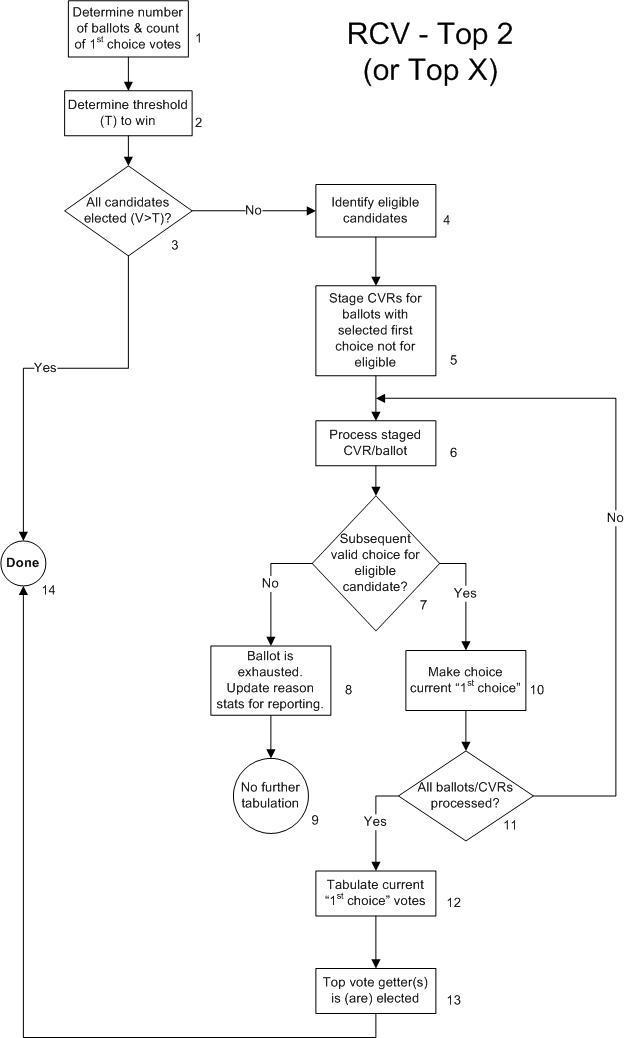 RCV - Top 2
(or Top X)
Determine number
of ballots & count
of 1st choice votes
1
Determine threshold
(T) to win
2
All candidates
elected (V>T)?
3
No
Identify eligible
candidates
4
Stage CVRs for
ballots with
selected first
choice not for
eligible
5
Yes
Process staged
CVR/ballot
6
No
Subsequent
valid choice for
eligible
candidate?
7
Done
14
No
Yes
Ballot is
exhausted.
Update reason
stats for reporting.
8
Make choice
current “1st choice”
10
No further
tabulation
9
All ballots/CVRs
processed?
11
Yes
Tabulate current
“1st choice” votes
12
Top vote getter(s)
is (are) elected
13